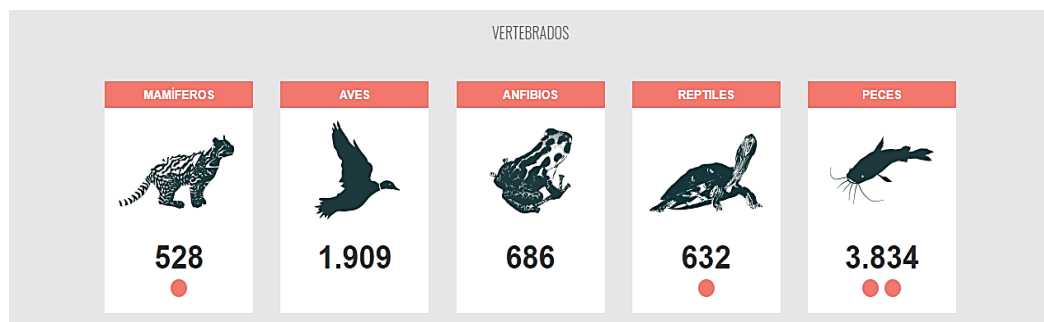 VERTEBRADOS
MAMÍFEROS
528
AVES
1.909
ANFIBIOS
686
REPTILES
632
PECES
3.834